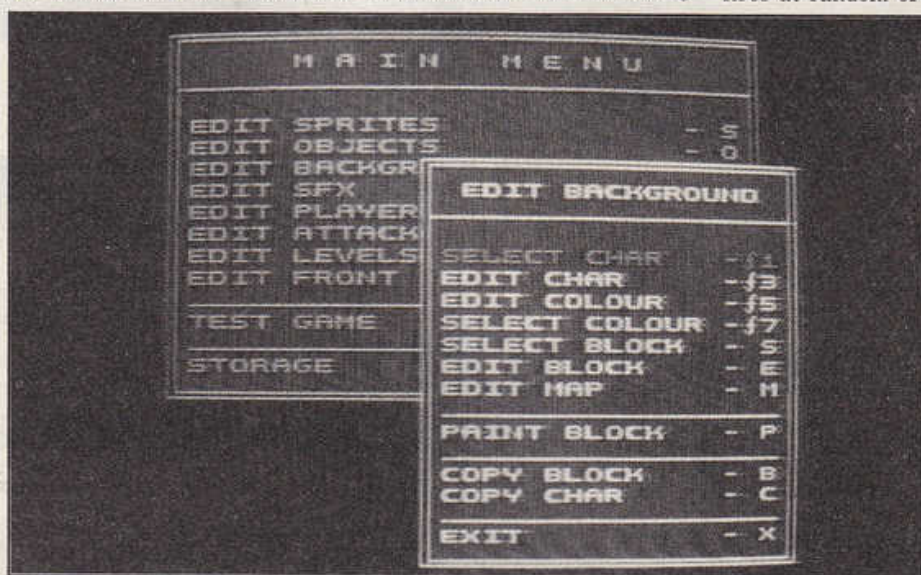 MAIN MENU
EDIT SPRITES - S
EDIT OBJECTS - O
EDIT BACKGR
EDIT SFX
EDIT PLAYER
EDIT ATTACK
EDIT LEVELS
EDIT FRONT
TEST GAME
STORAGE
EDIT BACKGROUND
SELECT CHAR -f1
EDIT CHAR -f3
EDIT COLOUR -f5
SELECT COLOUR -f7
SELECT BLOCK - S
EDIT BLOCK - E
EDIT MAP - M
PAINT BLOCK - P
COPY BLOCK - B
COPY CHAR - C
EXIT - X